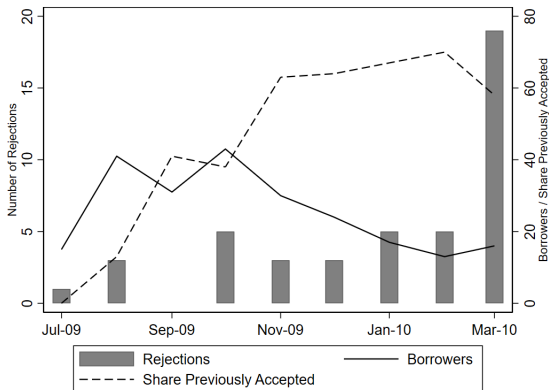 20
15
10
5
0
Number of Rejections
80
60
40
20
0
Borrowers / Share Previously Accepted
Jul-09 Sep-09 Nov-09 Jan-10 Mar-10
Rejections Borrowers
Share Previously Accepted